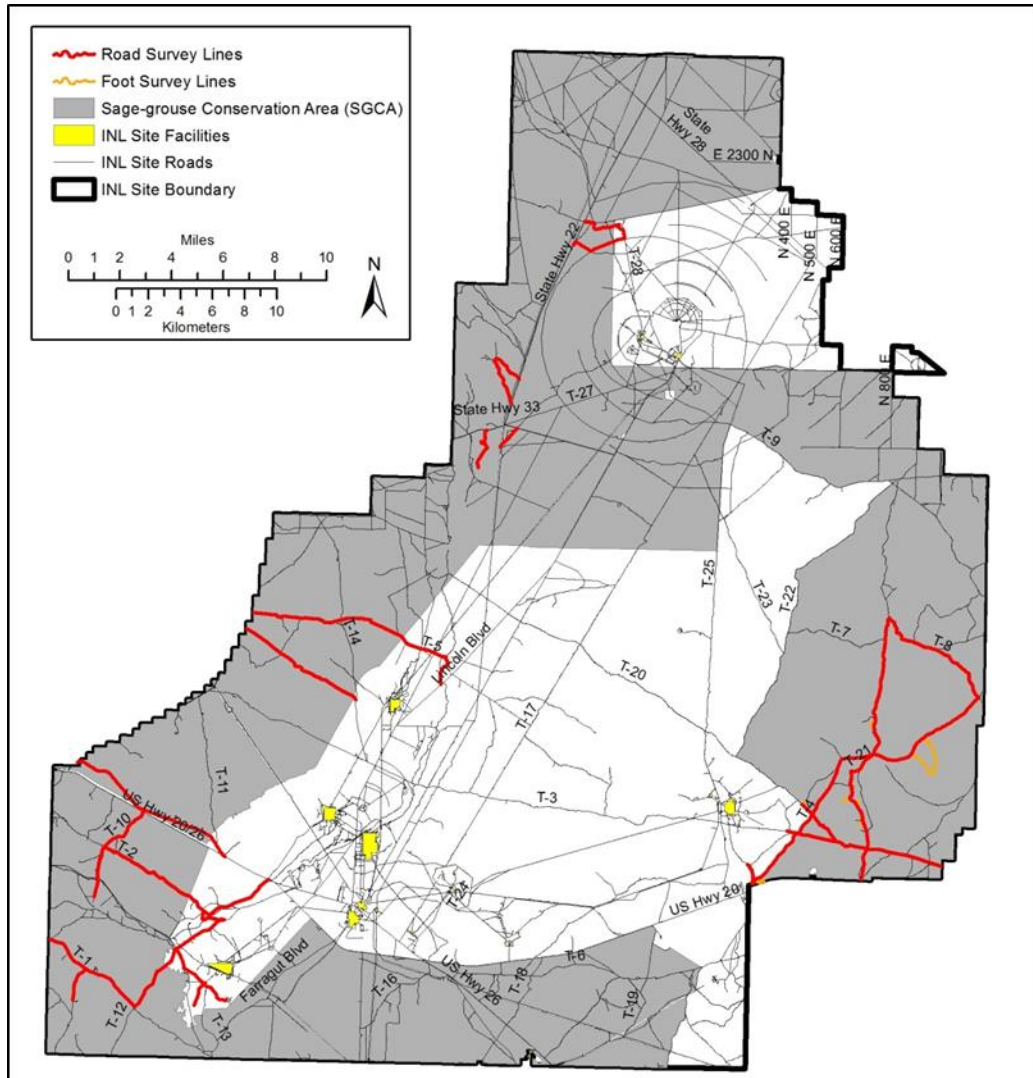 Road Survey Lines
Foot Survey Lines
Sage-grouse Conservation Area (SGCA)
INL Site Facilities
INL Site Roads
INL Site Boundary
Miles
0 1 2 4 6 8 10
0 1 2 4 6 8 10
Kilometers
N
State
Hwy 28
E 2300 N
N 400 E
N 500 E
N 600 E
State Hwy 22
T-28
N 800 E
T-27
State Hwy 33
T-9
T-25
T-23
T-22
T-7
T-8
T-14
T-5
Lincoln Blvd
T-20
T-17
T-21
T-11
T-3
T-4
US Hwy 20/26
T-10
T-2
T-24
US Hwy 20
Farragut Blvd
T-1
T-12
T-13
T-16
US Hwy 26
T-18
T-6
T-19